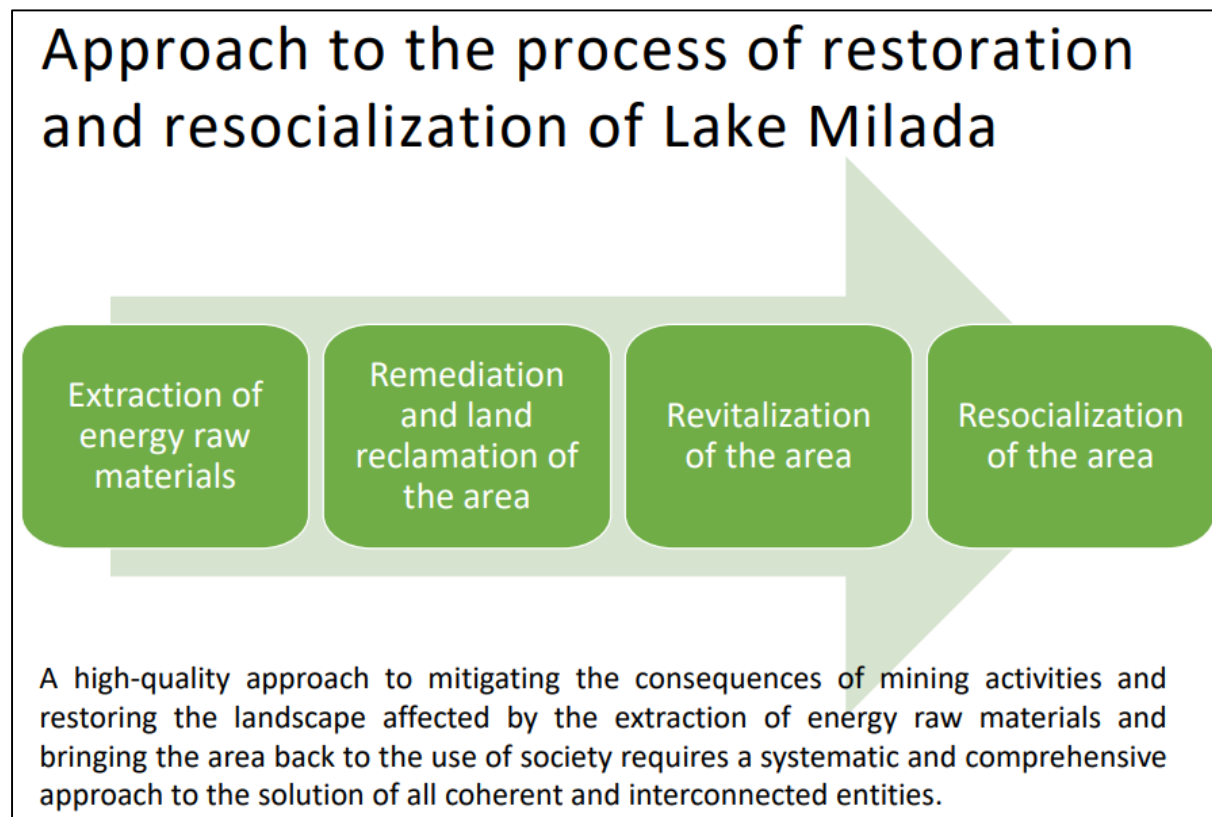 Approach to the process of restoration
and resocialization of Lake Milada
Extraction of
energy raw
materials
Remediation
and land
reclamation of
the area
Revitalization
of the area
Resocialization
of the area
A high-quality approach to mitigating the consequences of mining activities and
restoring the landscape affected by the extraction of energy raw materials and
bringing the area back to the use of society requires a systematic and comprehensive
approach to the solution of all coherent and interconnected entities.